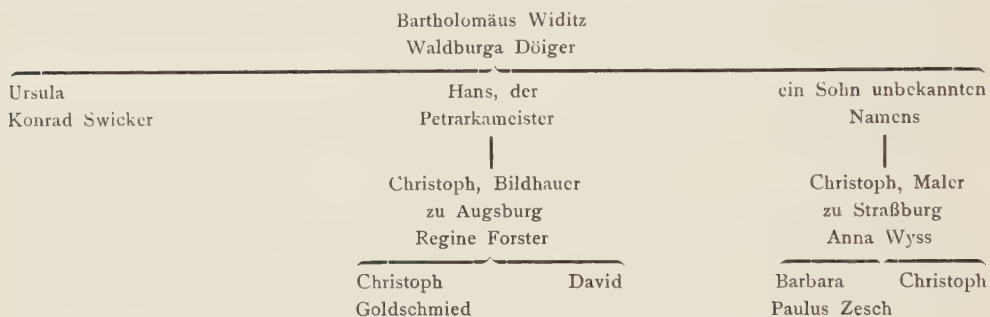 Bartholomäus Widitz
Waldburga Döiger
Ursula
Konrad Swicker
Hans, der
Petrarkameister
ein Sohn unbekannten
Namens
Christoph, Bildhauer
zu Augsburg
Regine Forster
Christoph, Maler
zu Straßburg
Anna Wyss
Christoph
Goldschmied
David
Barbara
Paulus Zesch
Christoph